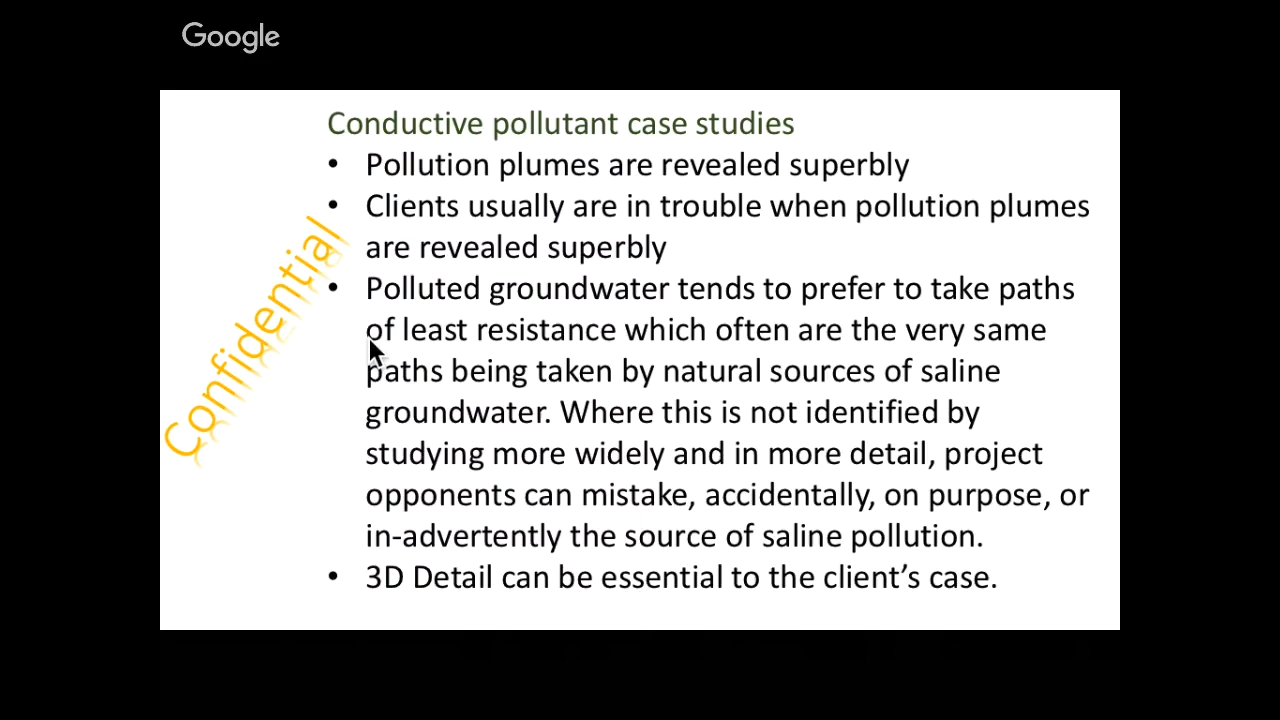 Google
Conductive pollutant case studies
• Pollution plumes are revealed superbly
• Clients usually are in trouble when pollution plumes
are revealed superbly
Confidential
• Polluted groundwater tends to prefer to take paths
of least resistance which often are the very same
paths being taken by natural sources of saline
groundwater. Where this is not identified by
studying more widely and in more detail, project
opponents can mistake, accidentally, on purpose, or
in-advertently the source of saline pollution.
• 3D Detail can be essential to the client’s case.